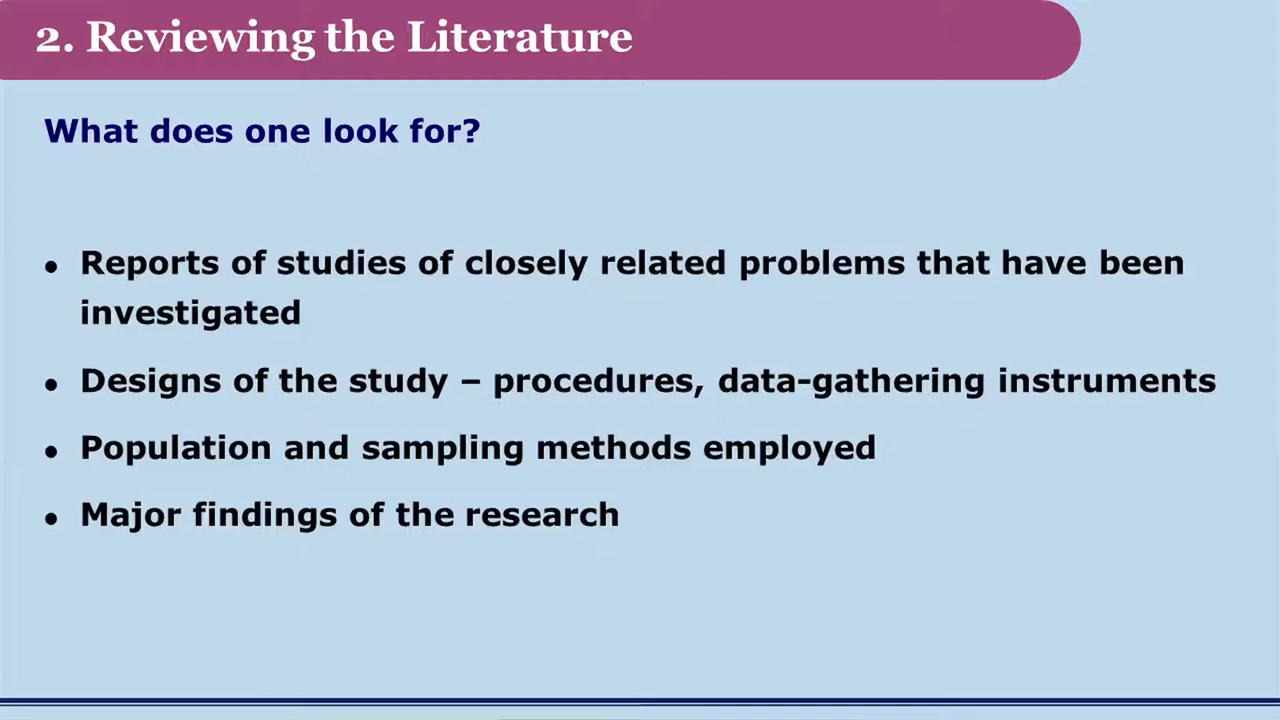 2. Reviewing the Literature
What does one look for?
• Reports of studies of closely related problems that have been
investigated
• Designs of the study – procedures, data-gathering instruments
• Population and sampling methods employed
• Major findings of the research